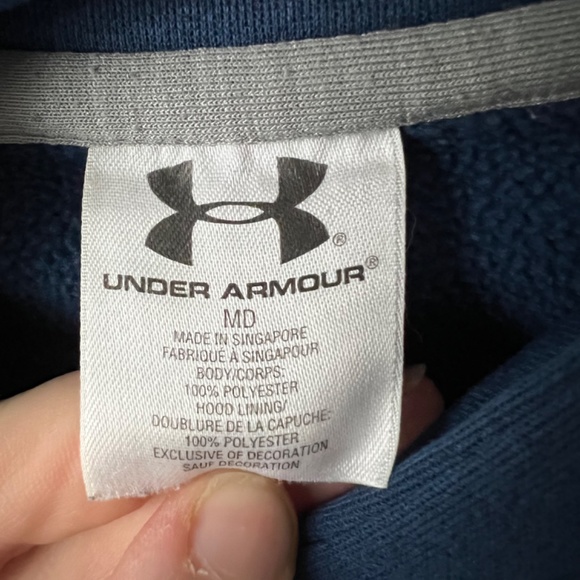 ®
UNDER ARMOUR®
MD
MADE IN SINGAPORE
FABRIQUÉ À SINGAPOUR
BODY/CORPS:
100% POLYESTER
HOOD LINING/
DOUBLURE DE LA CAPUCHE:
100% POLYESTER
EXCLUSIVE OF DECORATION
SAUF DECORATION